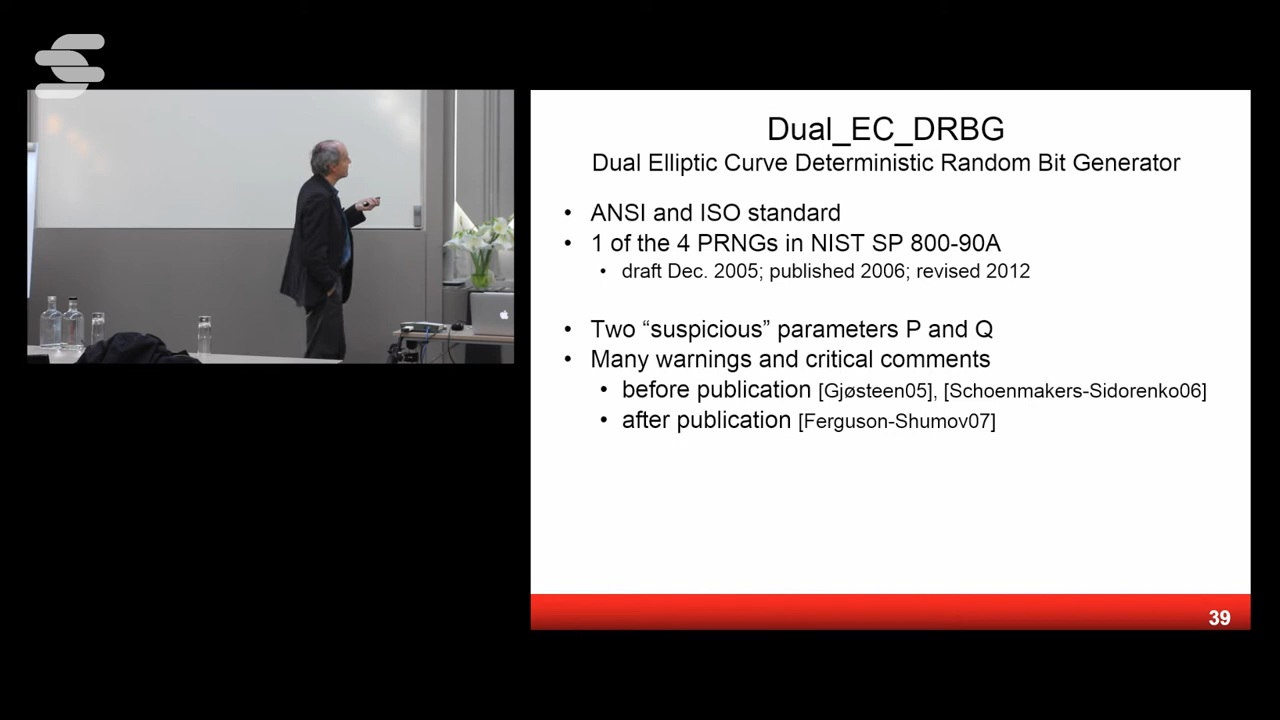 Dual_EC_DRBG
Dual Elliptic Curve Deterministic Random Bit Generator
• ANSI and ISO standard
• 1 of the 4 PRNGs in NIST SP 800-90A
• draft Dec. 2005; published 2006; revised 2012
• Two “suspicious” parameters P and Q
• Many warnings and critical comments
• before publication [Gjøsteen05], [Schoenmakers-Sidorenko06]
• after publication [Ferguson-Shumov07]
39